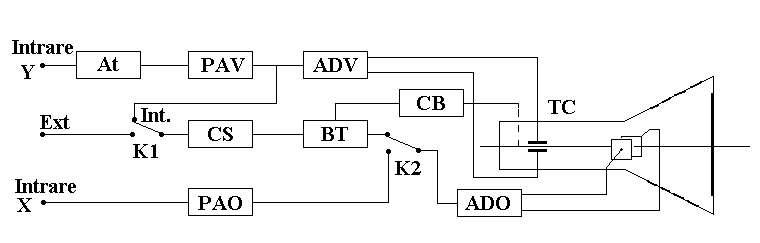 Intrare
Y
At
PAV
ADV
CB
TC
Ext
Int.
K1
CS
BT
K2
Intrare
X
PAO
ADO